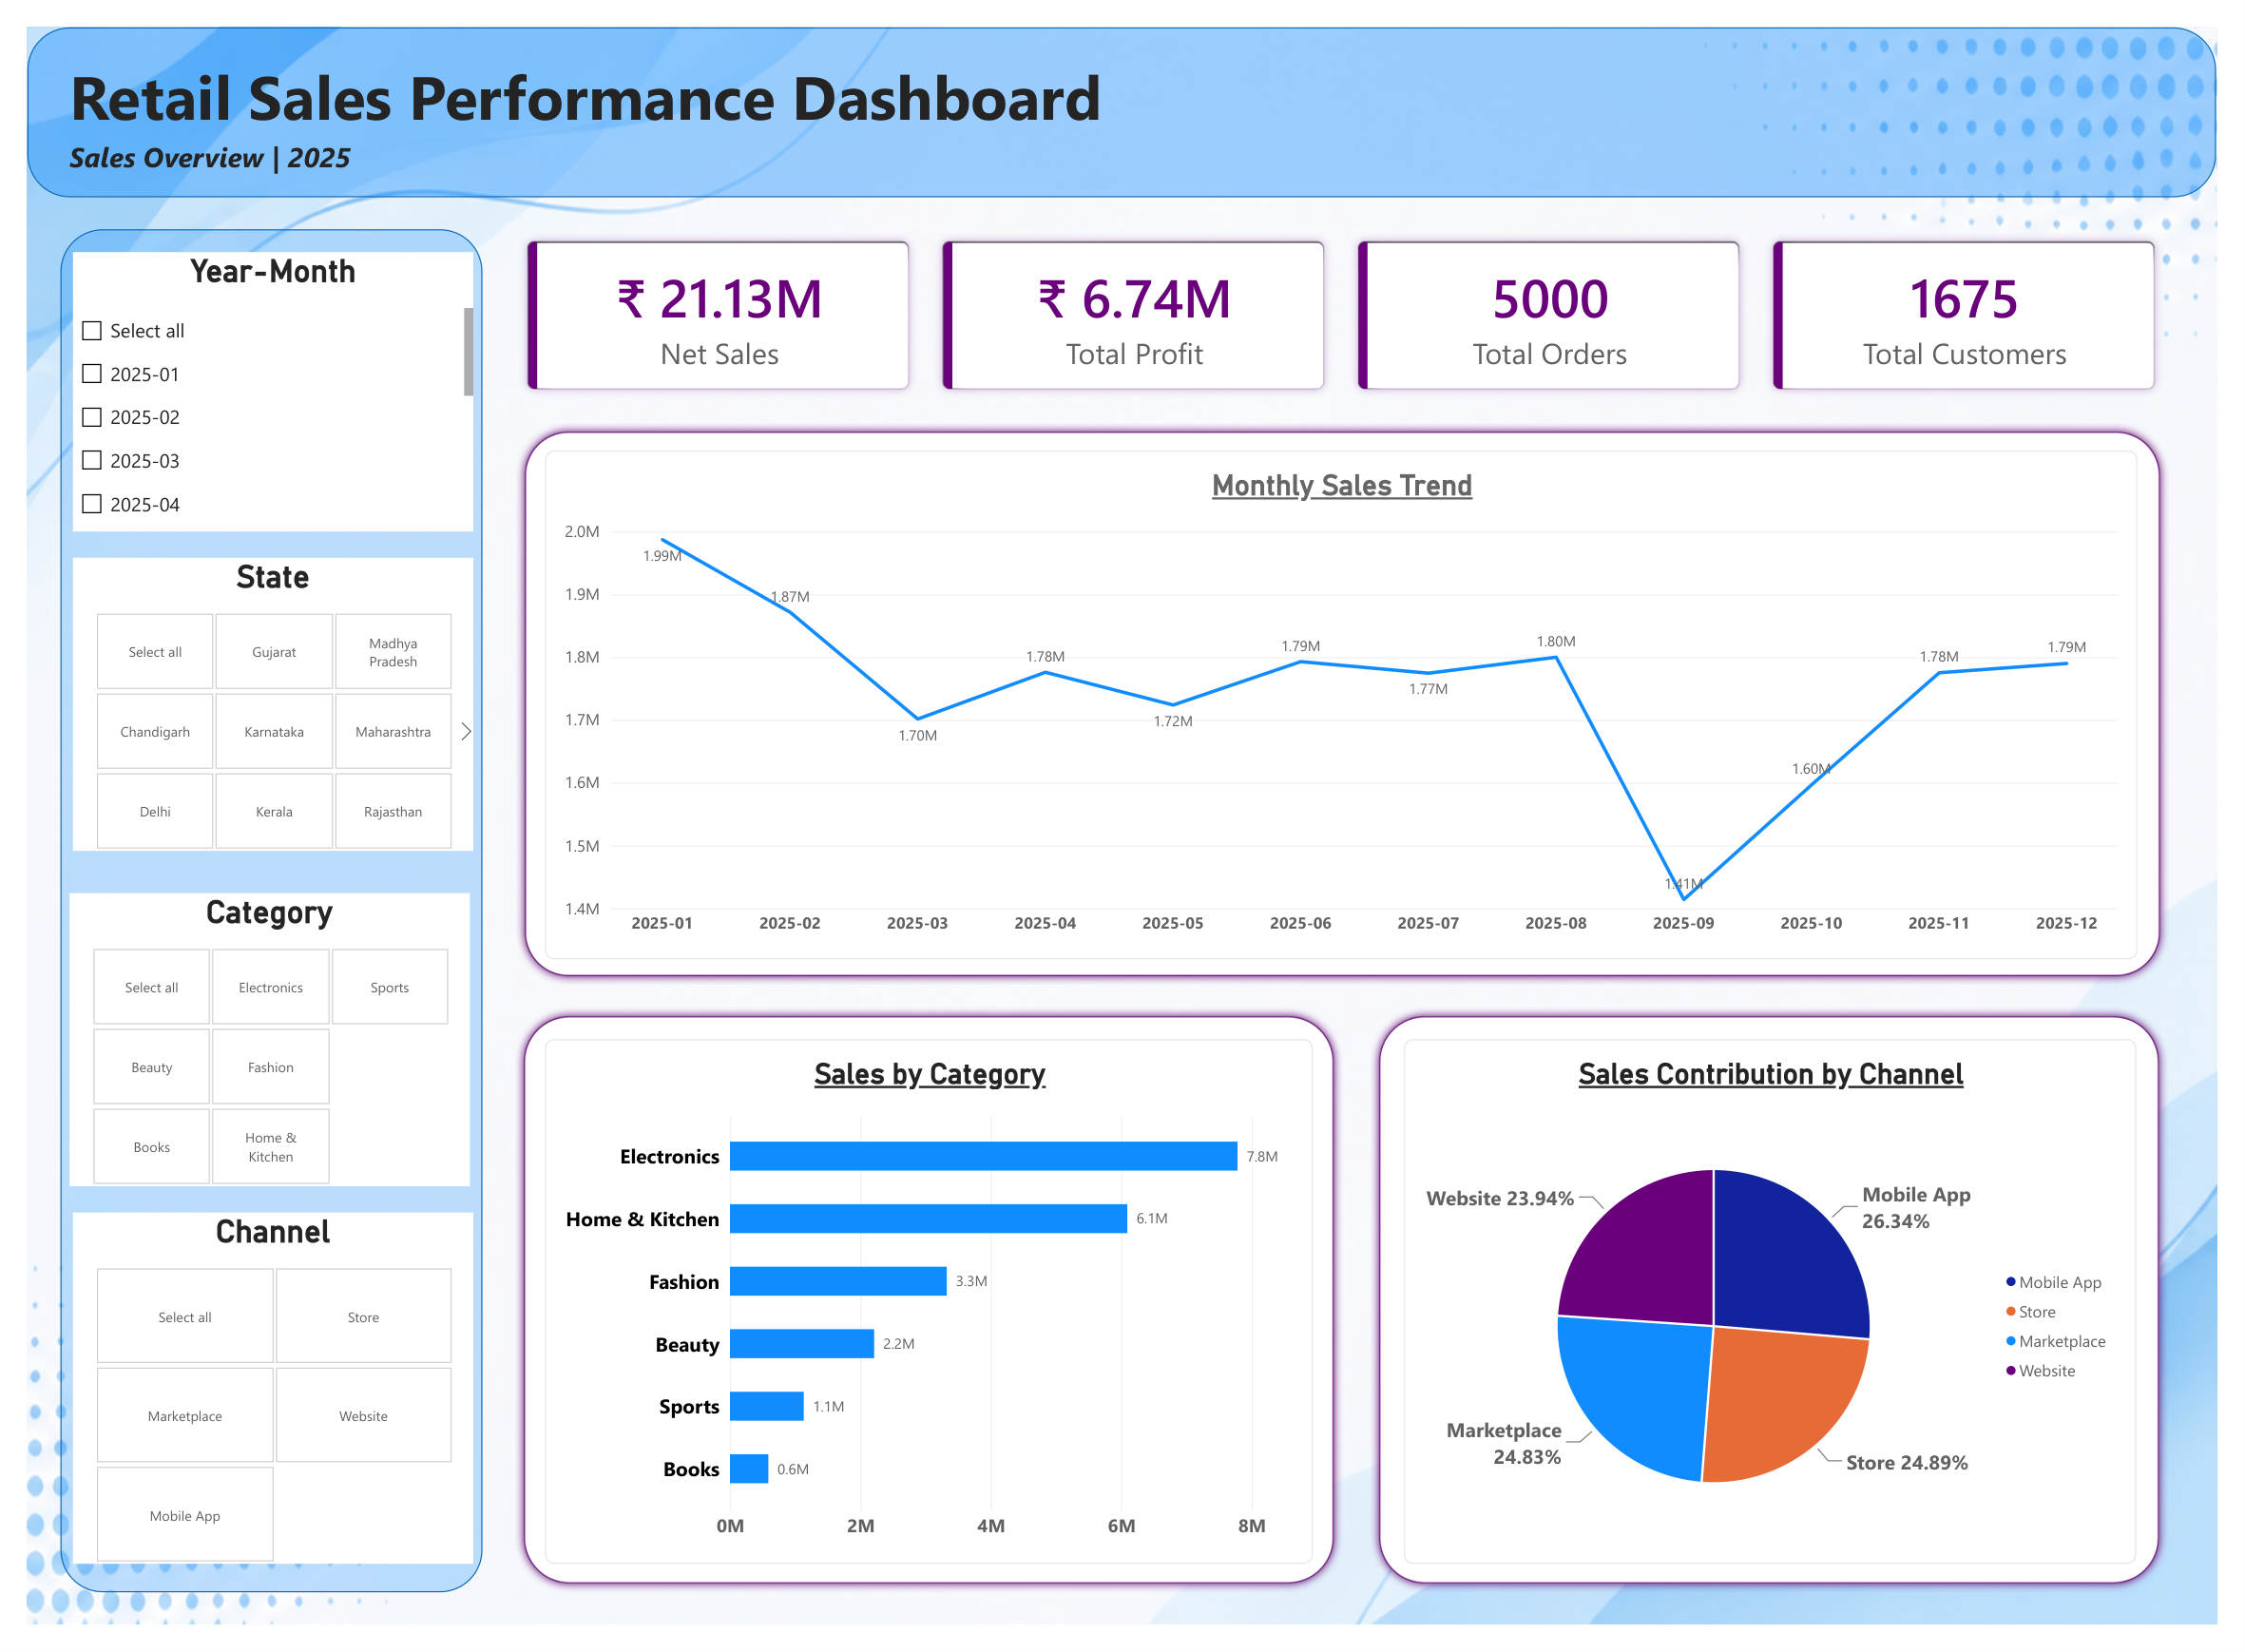 Retail Sales Performance Dashboard
Sales Overview | 2025
Year-Month
Select all
2025-01
2025-02
2025-03
2025-04
State
Select all
Gujarat
Madhya
Pradesh
Chandigarh
Karnataka
Maharashtra
Delhi
Kerala
Rajasthan
Category
Select all
Electronics
Sports
Beauty
Fashion
Books
Home &
Kitchen
Channel
Select all
Store
Marketplace
Website
Mobile App
₹ 21.13M
Net Sales
₹ 6.74M
Total Profit
5000
Total Orders
1675
Total Customers
Monthly Sales Trend
2.0M
1.9M
1.8M
1.7M
1.6M
1.5M
1.4M
1.99M
1.87M
1.70M
1.78M
1.72M
1.79M
1.77M
1.80M
1.41M
1.60M
1.78M
1.79M
2025-01
2025-02
2025-03
2025-04
2025-05
2025-06
2025-07
2025-08
2025-09
2025-10
2025-11
2025-12
Sales by Category
Electronics
7.8M
Home & Kitchen
6.1M
Fashion
3.3M
Beauty
2.2M
Sports
1.1M
Books
0.6M
0M
2M
4M
6M
8M
Sales Contribution by Channel
Website 23.94%
Mobile App
26.34%
Marketplace
24.83%
Store 24.89%
Mobile App
Store
Marketplace
Website